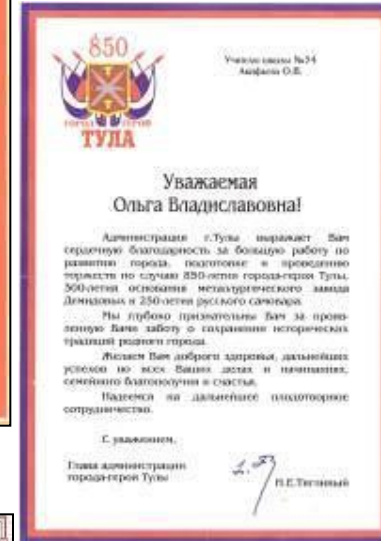 850
ГОРОД ГЕРОЙ
ТУЛА
Учителю школы №34
О.В.
Уважаемая
Ольга Владиславовна!
Администрация г.Тулы выражает Вам
сердечную благодарность за большую работу по
развитию города, подготовке и проведению
торжеств по случаю 850-летия города-героя Тулы,
300-летия основания металлургического завода
Демидовых и 250-летия русского самовара.
Мы глубоко признательны Вам за прояв-
ленную Вами заботу о сохранении исторических
традиций родного города.
Желаем Вам доброго здоровья, дальнейших
успехов во всех Ваших делах и начинаниях,
семейного благополучия и счастья.
Надеемся на дальнейшее плодотворное
сотрудничество.
С уважением,
Глава администрации
города-героя Тулы